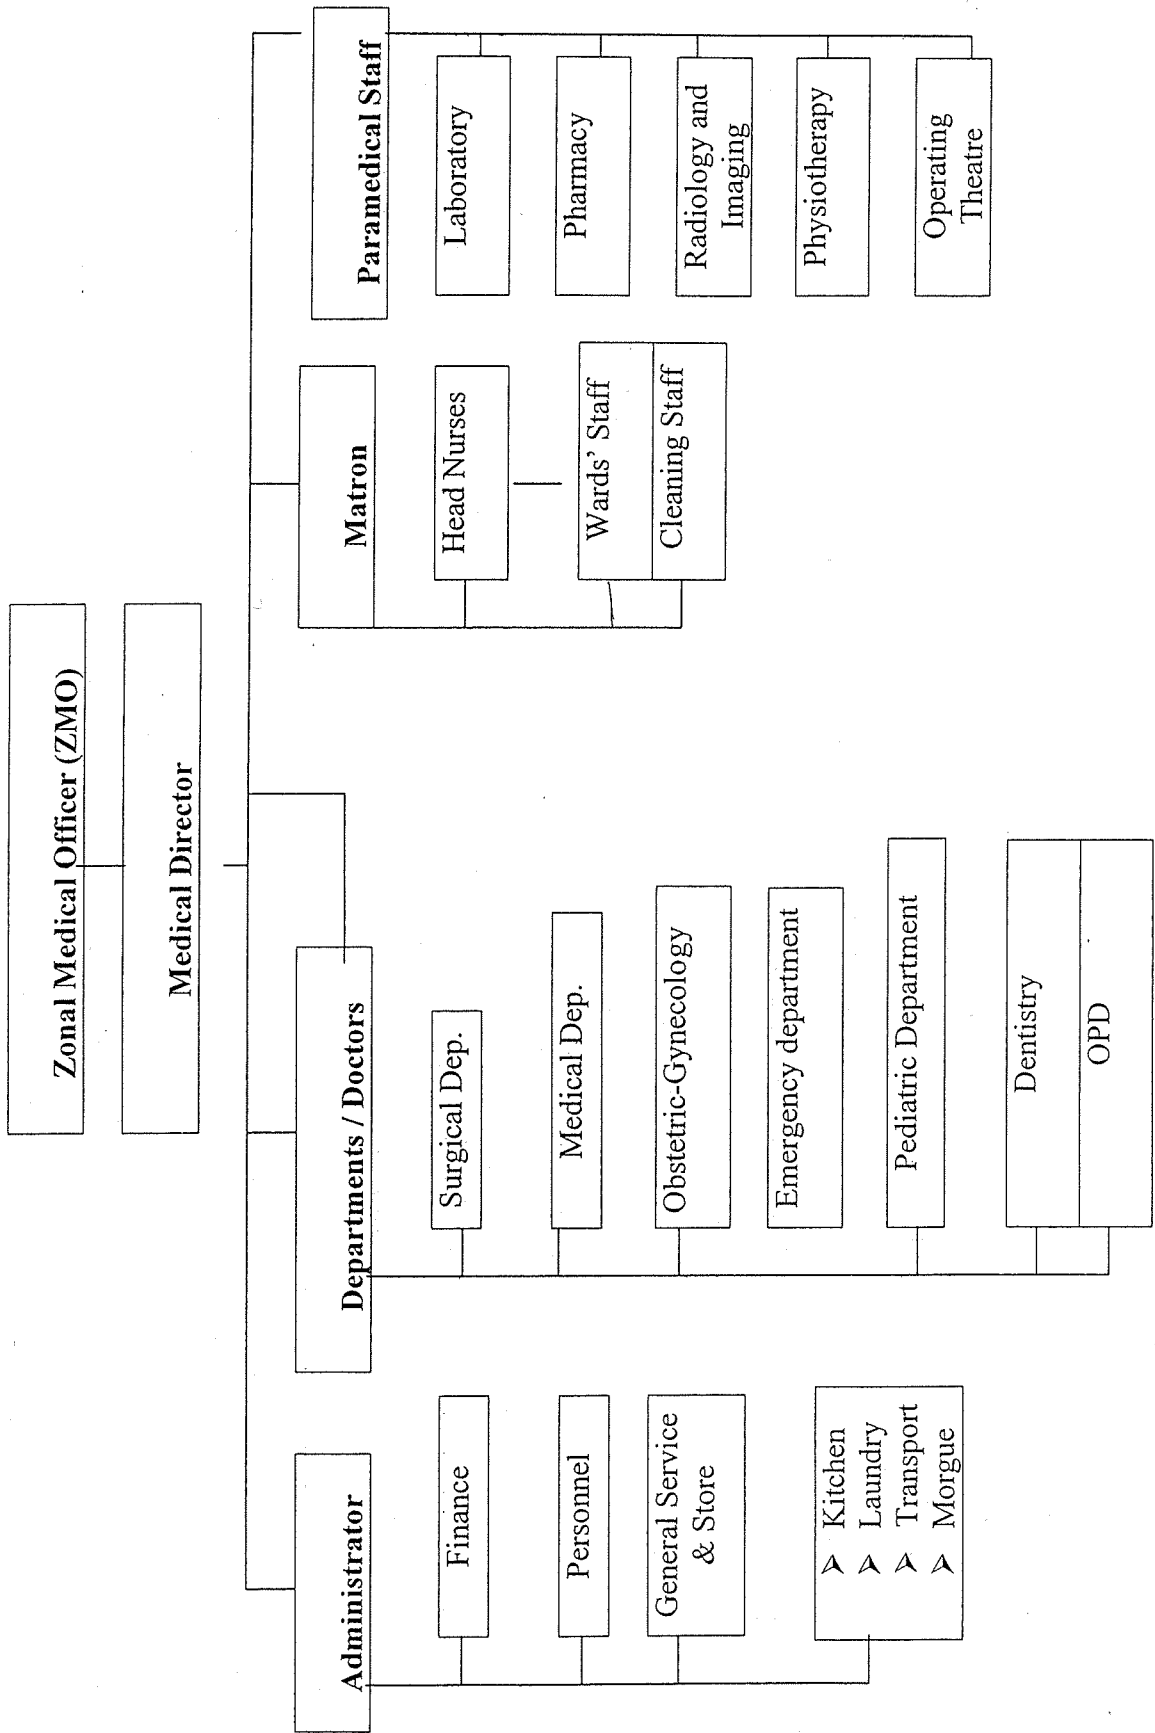 Zonal Medical Officer (ZMO)
Medical Director
Administrator
Finance
Personnel
General Service
& Store
➤ Kitchen
➤ Laundry
➤ Transport
➤ Morgue
Departments / Doctors
Surgical Dep.
Medical Dep.
Obstetric-Gynecology
Emergency department
Pediatric Department
Dentistry
OPD
Matron
Head Nurses
Wards' Staff
Cleaning Staff
Paramedical Staff
Laboratory
Pharmacy
Radiology and
Imaging
Physiotherapy
Operating
Theatre